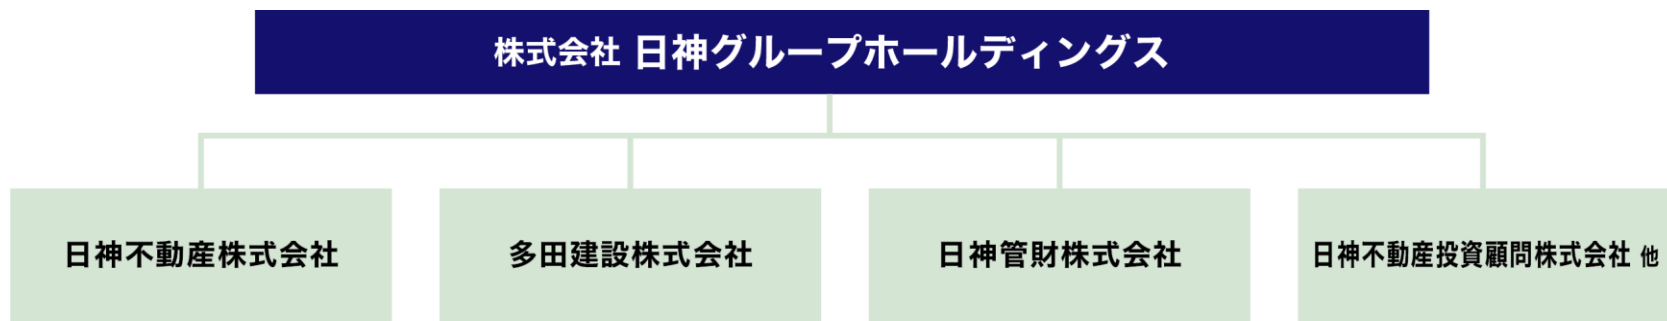 株式会社 日神グループホールディングス
日神不動産株式会社
多田建設株式会社
日神管財株式会社
日神不動産投資顧問株式会社 他